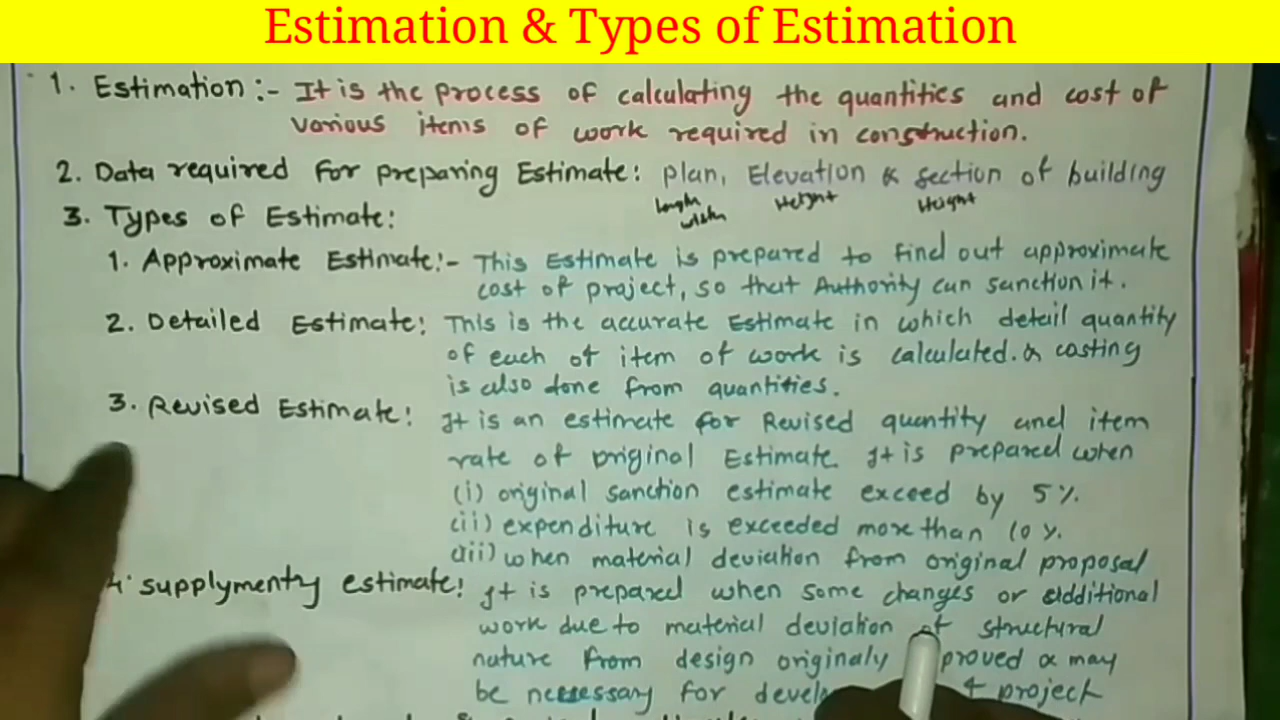 Estimation & Types of Estimation
1. Estimation :- It is the process of calculating the quantities and cost of
various items of work required in construction.
2. Data required for preparing Estimate: plan, Elevation & section of building
length Height Height
width
3. Types of Estimate:
1. Approximate Estimate:- This Estimate is prepared to find out approximate
cost of project, so that Authority can sanction it.
2. Detailed Estimate: This is the accurate Estimate in which detail quantity
of each of item of work is calculated. & costing
is also done from quantities.
3. Revised Estimate: It is an estimate for Revised quantity and item
rate of original Estimate It is prepared when
(i) original sanction estimate exceed by 5%.
(ii) expenditure is exceeded more than 10%.
(iii) when material deviation from original proposal
4. supplymentry estimate: It is prepared when some changes or additional
work due to material deviation of structural
nature from design originaly proved & may
be necessary for project